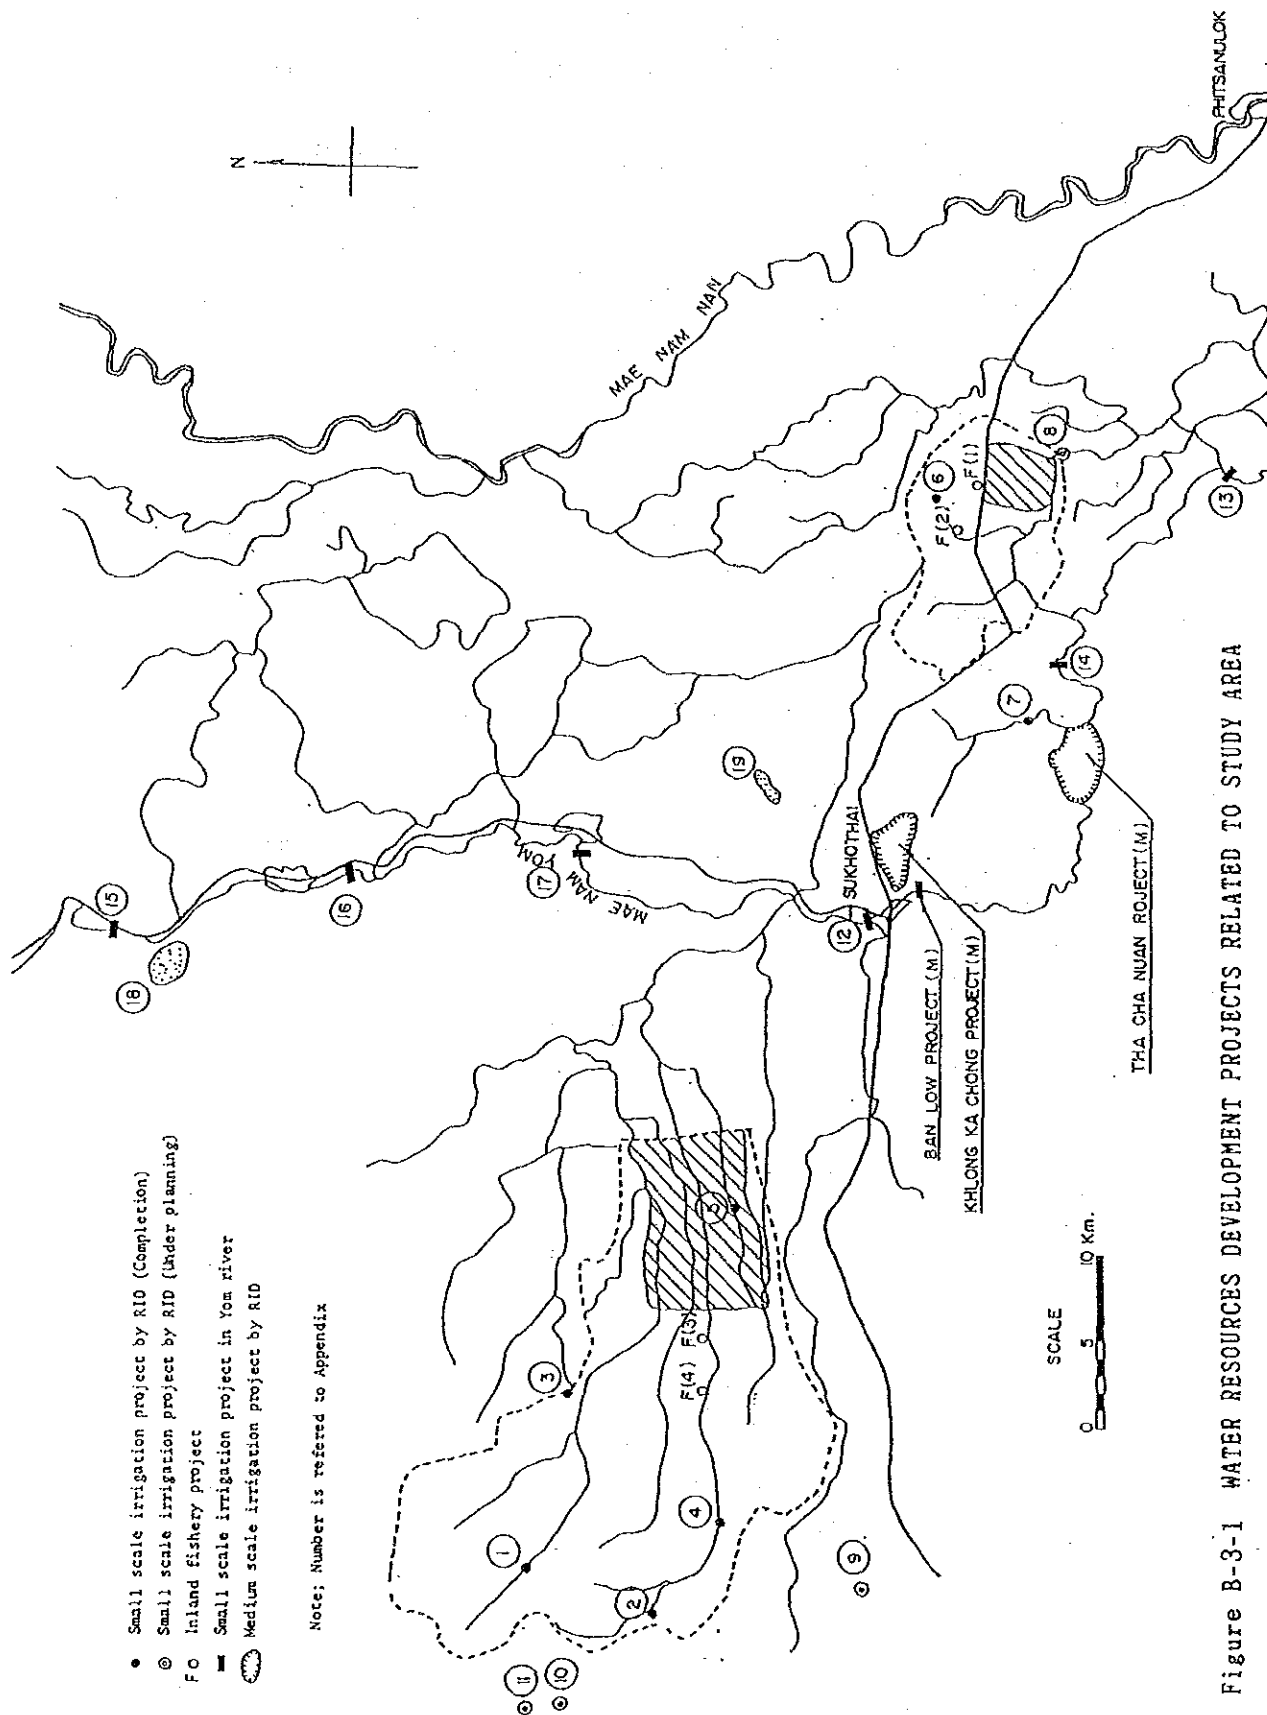 ● Small scale irrigation project by RID (Completion)
◎ Small scale irrigation project by RID (Under planning)
F○ Inland fishery project
Small scale irrigation project in Yom river
Medium scale irrigation project by RID
Note; Number is refered to Appendix
N
18
15
16
17
MAE NAM YOM
MAE NAM NAN
19
11
10
1
2
3
4
F(4)
F(3)
5
9
12
SUKHOTHAI
F(2)
6
F(1)
8
7
14
13
PHITSANULOK
BAN LOW PROJECT (M)
KHLONG KA CHONG PROJECT (M)
THA CHA NUAN ROJECT (M)
SCALE
0 5 10 Km.
Figure B-3-1 WATER RESOURCES DEVELOPMENT PROJECTS RELATED TO STUDY AREA